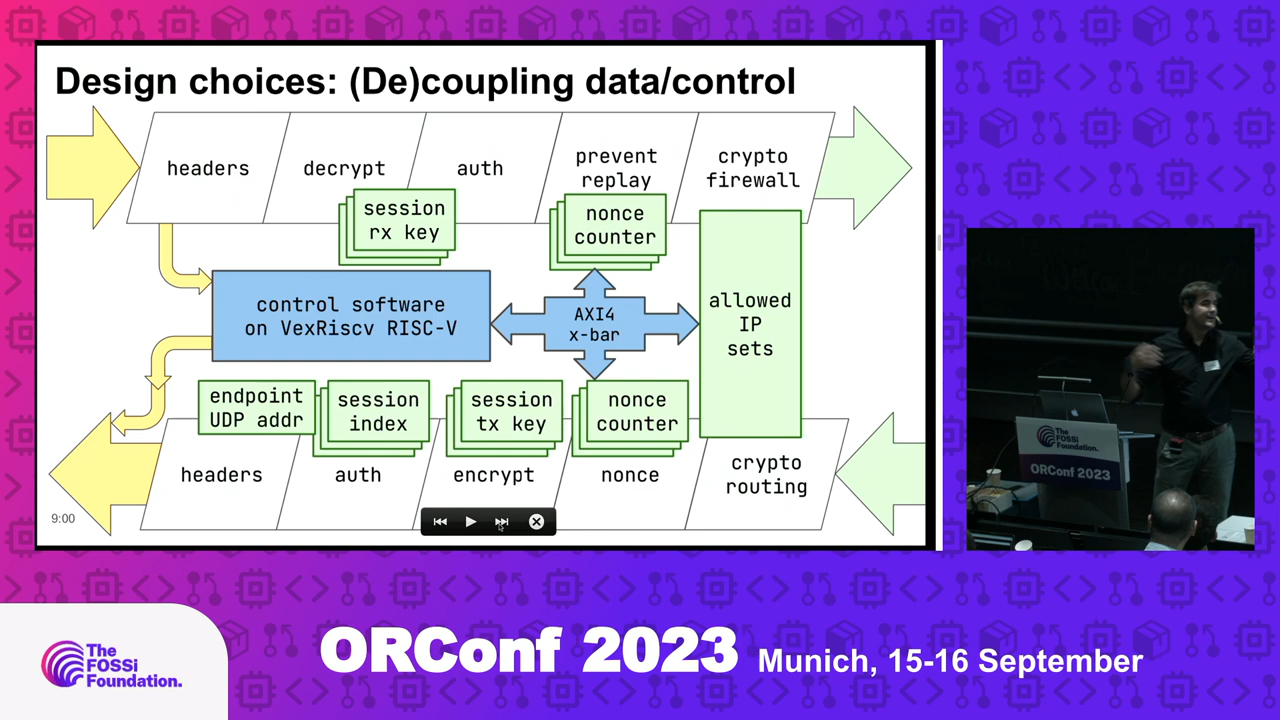 Design choices: (De)coupling data/control
headers
decrypt
auth
prevent
replay
crypto
firewall
session
rx key
nonce
counter
control software
on VexRiscv RISC-V
AXI4
x-bar
allowed
IP
sets
endpoint
UDP addr
session
index
session
tx key
nonce
counter
headers
auth
encrypt
nonce
crypto
routing
9:00
The
FOSSi
Foundation.
ORConf 2023
The
FOSSi
Foundation.
ORConf 2023
Munich, 15-16 September